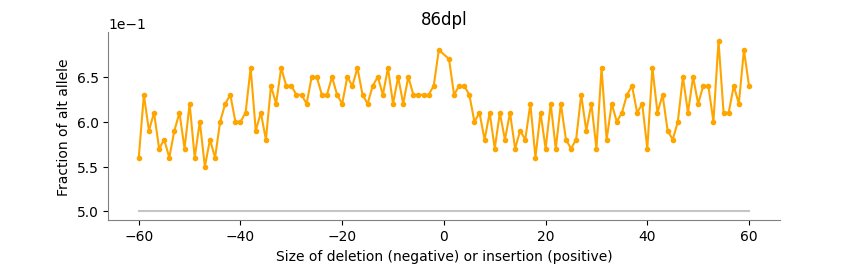 86dpl
1e−1
Fraction of alt allele
6.5
6.0
5.5
5.0
−60 −40 −20 0 20 40 60
Size of deletion (negative) or insertion (positive)